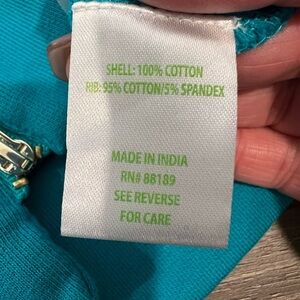 SHELL: 100% COTTON
RIB: 95% COTTON/5% SPANDEX
MADE IN INDIA
RN# 88189
SEE REVERSE
FOR CARE